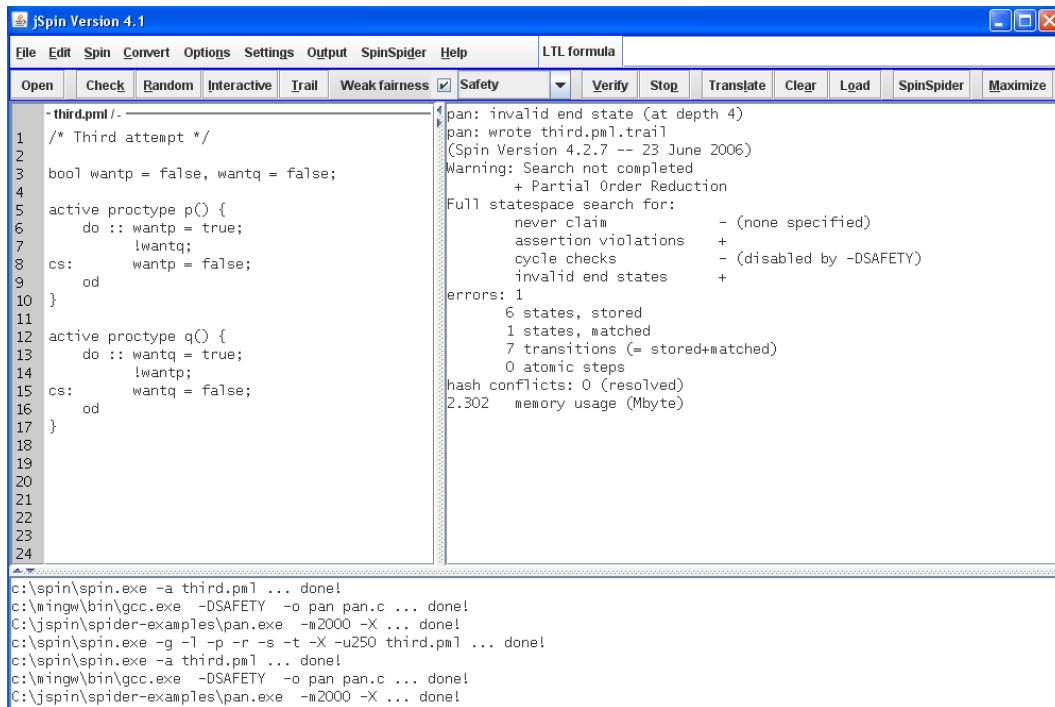 jSpin Version 4.1
File Edit Spin Convert Options Settings Output SpinSpider Help LTL formula
Open Check Random Interactive Trail Weak fairness Safety Verify Stop Translate Clear Load SpinSpider Maximize
third.pml / -
1 /* Third attempt */
2
3 bool wantp = false, wantq = false;
4
5 active proctype p() {
6 do :: wantp = true;
7 !wantq;
8 cs: wantp = false;
9 od
10 }
11
12 active proctype q() {
13 do :: wantq = true;
14 !wantp;
15 cs: wantq = false;
16 od
17 }
18
19
20
21
22
23
24
pan: invalid end state (at depth 4)
pan: wrote third.pml.trail
(Spin Version 4.2.7 -- 23 June 2006)
Warning: Search not completed
+ Partial Order Reduction
Full statespace search for:
never claim - (none specified)
assertion violations +
cycle checks - (disabled by -DSAFETY)
invalid end states +
errors: 1
6 states, stored
1 states, matched
7 transitions (= stored+matched)
0 atomic steps
hash conflicts: 0 (resolved)
2.302 memory usage (Mbyte)
c:\spin\spin.exe -a third.pml ... done!
c:\mingw\bin\gcc.exe -DSAFETY -o pan pan.c ... done!
C:\jspin\spider-examples\pan.exe -m2000 -X ... done!
c:\spin\spin.exe -g -l -p -r -s -t -X -u250 third.pml ... done!
c:\spin\spin.exe -a third.pml ... done!
c:\mingw\bin\gcc.exe -DSAFETY -o pan pan.c ... done!
C:\jspin\spider-examples\pan.exe -m2000 -X ... done!